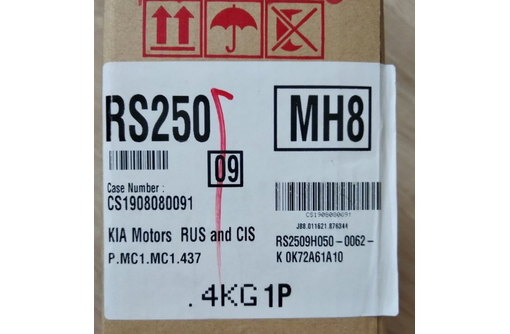 RS250
MH8
09
Case Number :
CS1908080091
CS1908080091
J88.011621.876344
KIA Motors RUS and CIS
RS2509H050-0062-
P.MC1.MC1.437
K 0K72A61A10
.4KG 1P